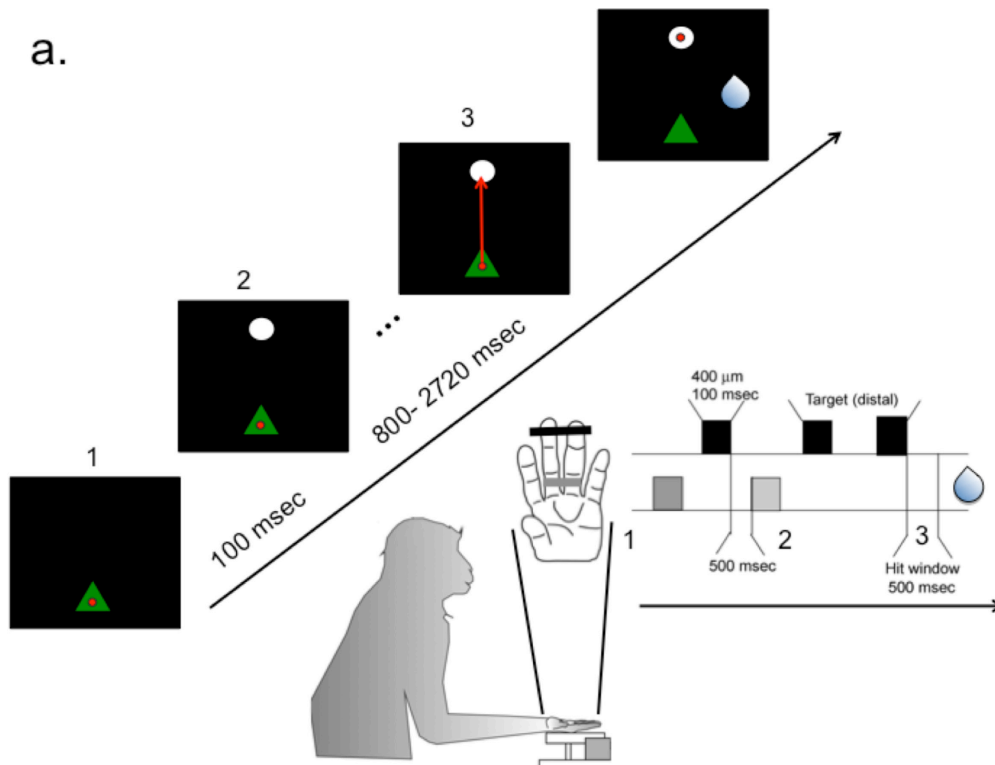 a.
1
2
3
...
100 msec
800- 2720 msec
400 μm
100 msec
Target (distal)
1
2
3
500 msec
Hit window
500 msec